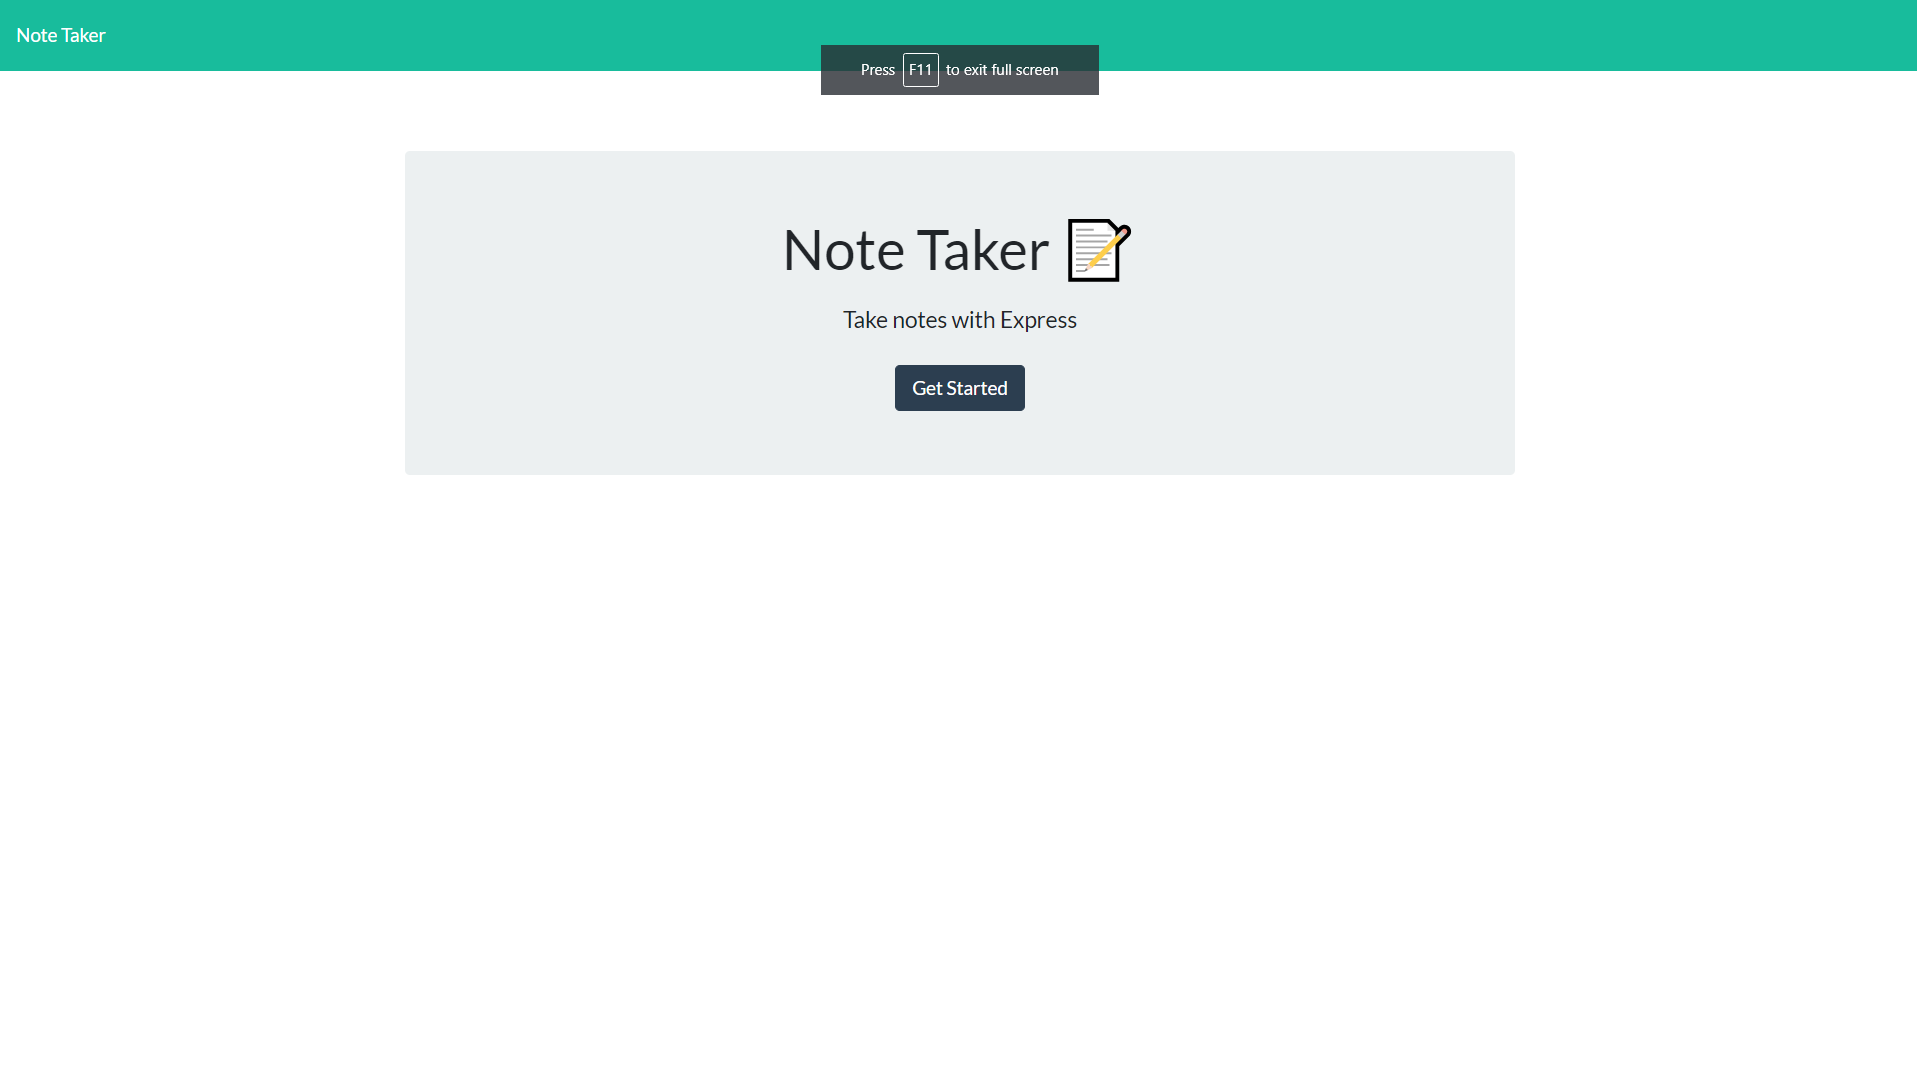 Note Taker
Press F11 to exit full screen
Note Taker 📝
Take notes with Express
Get Started